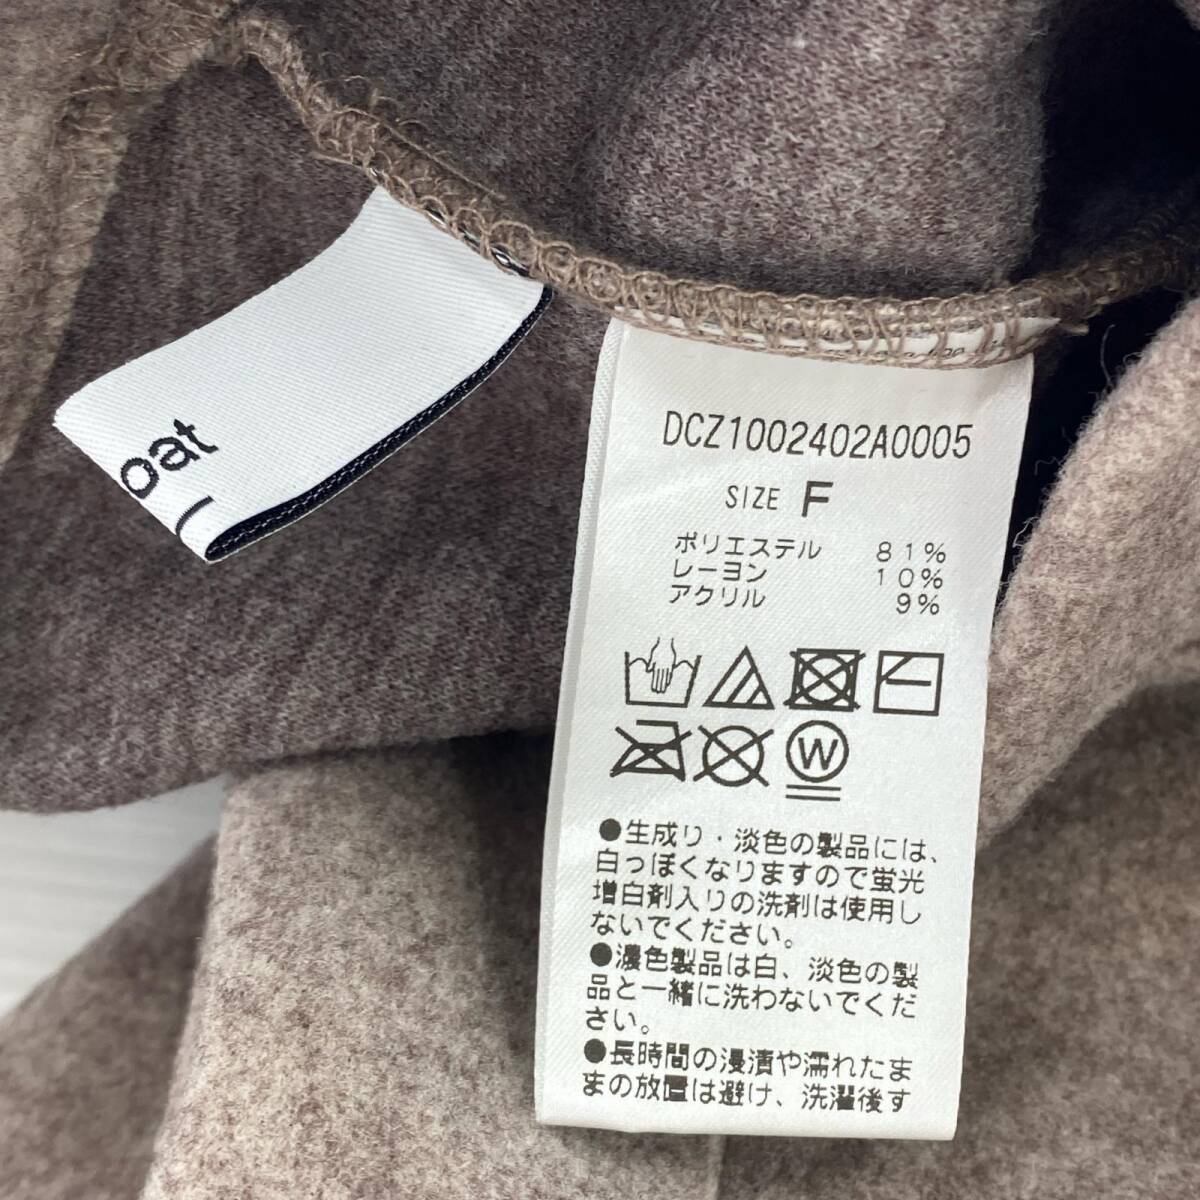 oat
DCZ1002402A0005
SIZE F
ポリエステル 81%
レーヨン 10%
アクリル 9%
W
●生成り・淡色の製品には、
白っぽくなりますので蛍光
増白剤入りの洗剤は使用し
ないでください。
●濃色製品は白、淡色の製
品と一緒に洗わないでくだ
さい。
●長時間の浸漬や濡れたま
まの放置は避け、洗濯後す